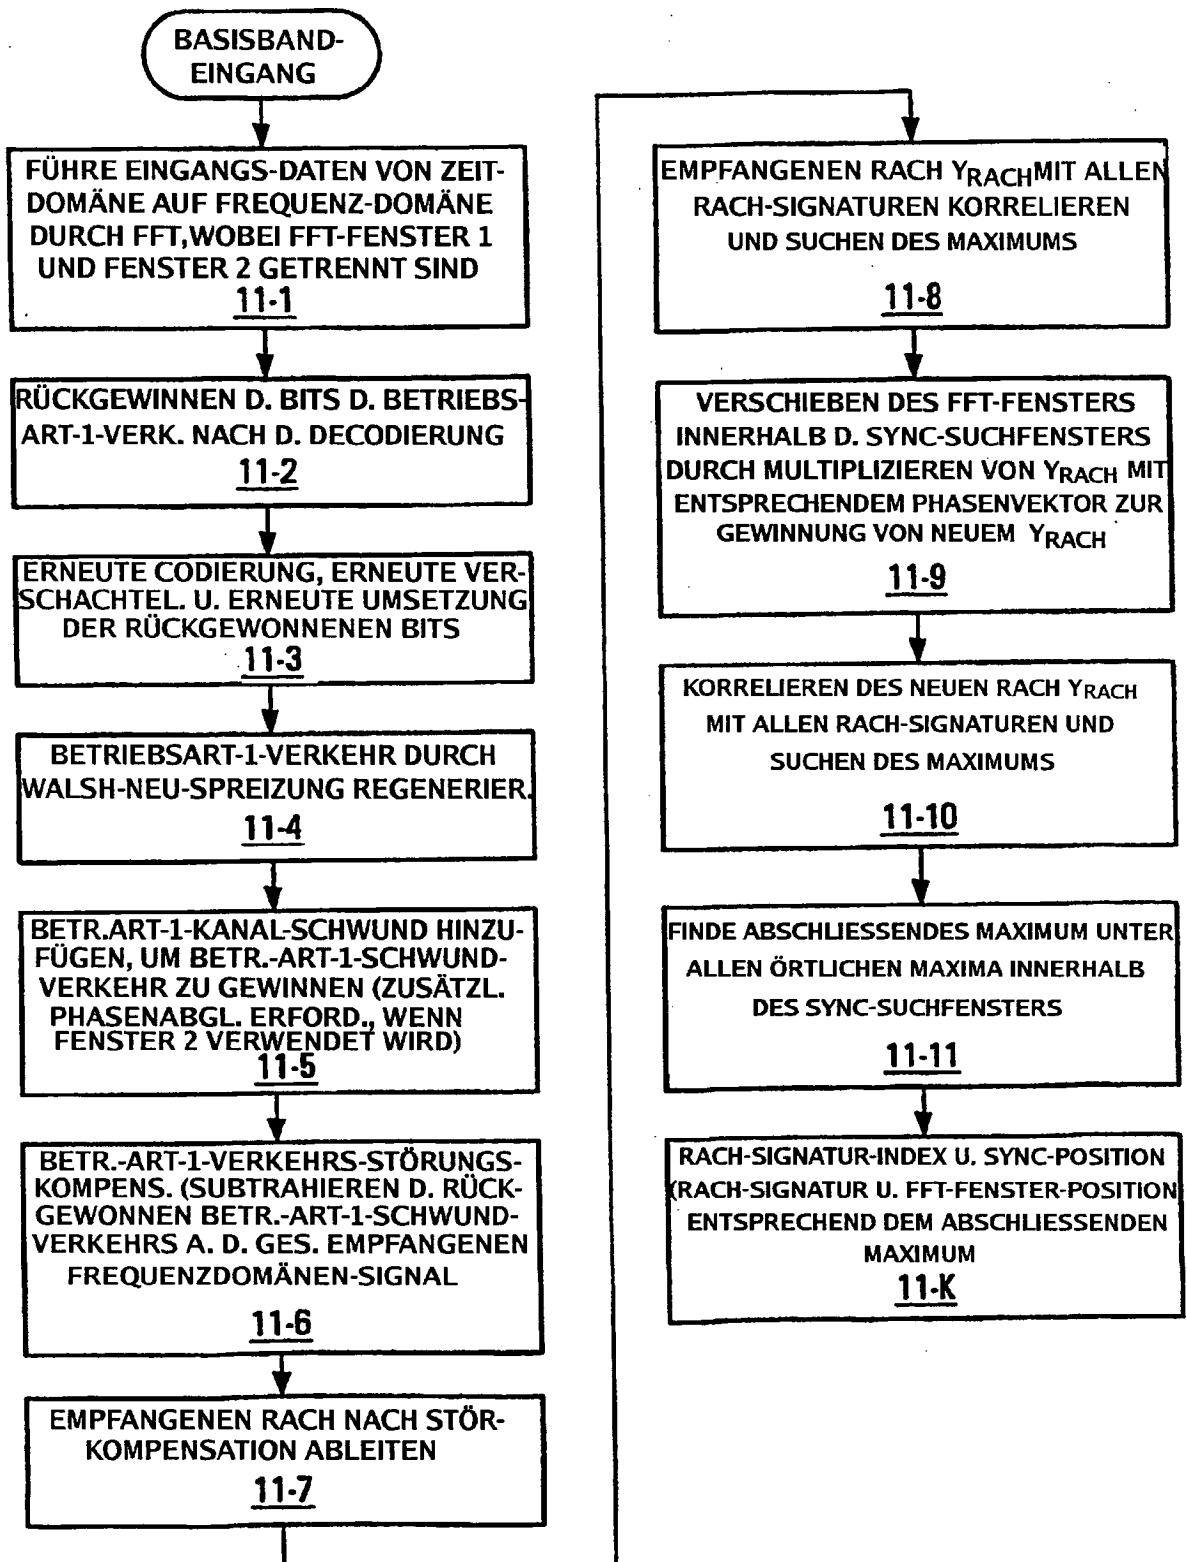 BASISBAND-
EINGANG
FÜHRE EINGANGS-DATEN VON ZEIT-
DOMÄNE AUF FREQUENZ-DOMÄNE
DURCH FFT,WOBEI FFT-FENSTER 1
UND FENSTER 2 GETRENNT SIND
11-1
RÜCKGEWINNEN D. BITS D. BETRIEBS-
ART-1-VERK. NACH D. DECODIERUNG
11-2
ERNEUTE CODIERUNG, ERNEUTE VER-
SCHACHTEL. U. ERNEUTE UMSETZUNG
DER RÜCKGEWONNENEN BITS
11-3
BETRIEBSART-1-VERKEHR DURCH
WALSH-NEU-SPREIZUNG REGENERIER.
11-4
BETR.ART-1-KANAL-SCHWUND HINZU-
FÜGEN, UM BETR.-ART-1-SCHWUND-
VERKEHR ZU GEWINNEN (ZUSÄTZL.
PHASENABGL. ERFORD., WENN
FENSTER 2 VERWENDET WIRD)
11-5
BETR.-ART-1-VERKEHRS-STÖRUNGS-
KOMPENS. (SUBTRAHIEREN D. RÜCK-
GEWONNEN BETR.-ART-1-SCHWUND-
VERKEHRS A. D. GES. EMPFANGENEN
FREQUENZDOMÄNEN-SIGNAL
11-6
EMPFANGENEN RACH NACH STÖR-
KOMPENSATION ABLEITEN
11-7
EMPFANGENEN RACH YRACH MIT ALLEN
RACH-SIGNATUREN KORRELIEREN
UND SUCHEN DES MAXIMUMS
11-8
VERSCHIEBEN DES FFT-FENSTERS
INNERHALB D. SYNC-SUCHFENSTERS
DURCH MULTIPLIZIEREN VON YRACH MIT
ENTSPRECHENDEM PHASENVEKTOR ZUR
GEWINNUNG VON NEUEM YRACH
11-9
KORRELIEREN DES NEUEN RACH YRACH
MIT ALLEN RACH-SIGNATUREN UND
SUCHEN DES MAXIMUMS
11-10
FINDE ABSCHLIESSENDES MAXIMUM UNTER
ALLEN ÖRTLICHEN MAXIMA INNERHALB
DES SYNC-SUCHFENSTERS
11-11
RACH-SIGNATUR-INDEX U. SYNC-POSITION
(RACH-SIGNATUR U. FFT-FENSTER-POSITION
ENTSPRECHEND DEM ABSCHLIESSENDEN
MAXIMUM
11-K